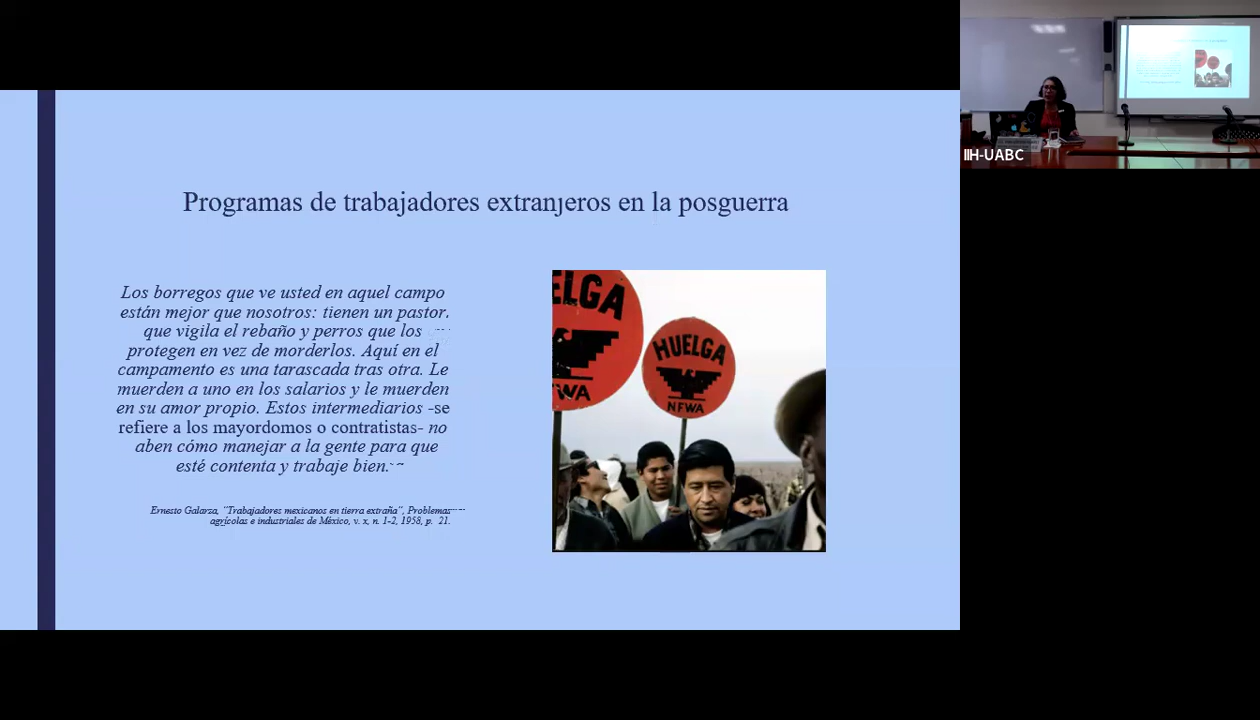 Programas de trabajadores extranjeros en la posguerra
Los borregos que ve usted en aquel campo
están mejor que nosotros: tienen un pastor.
que vigila el rebaño y perros que los
protegen en vez de morderlos. Aquí en el
campamento es una tarascada tras otra. Le
muerden a uno en los salarios y le muerden
en su amor propio. Estos intermediarios -se
refiere a los mayordomos o contratistas- no
aben cómo manejar a la gente para que
esté contenta y trabaje bien.
Ernesto Galarza, "Trabajadores mexicanos en tierra extraña", Problemas
agrícolas e industriales de México, v. x, n. 1-2, 1958, p. 21.
ELGA
WA
HUELGA
NFWA
IIH-UABC